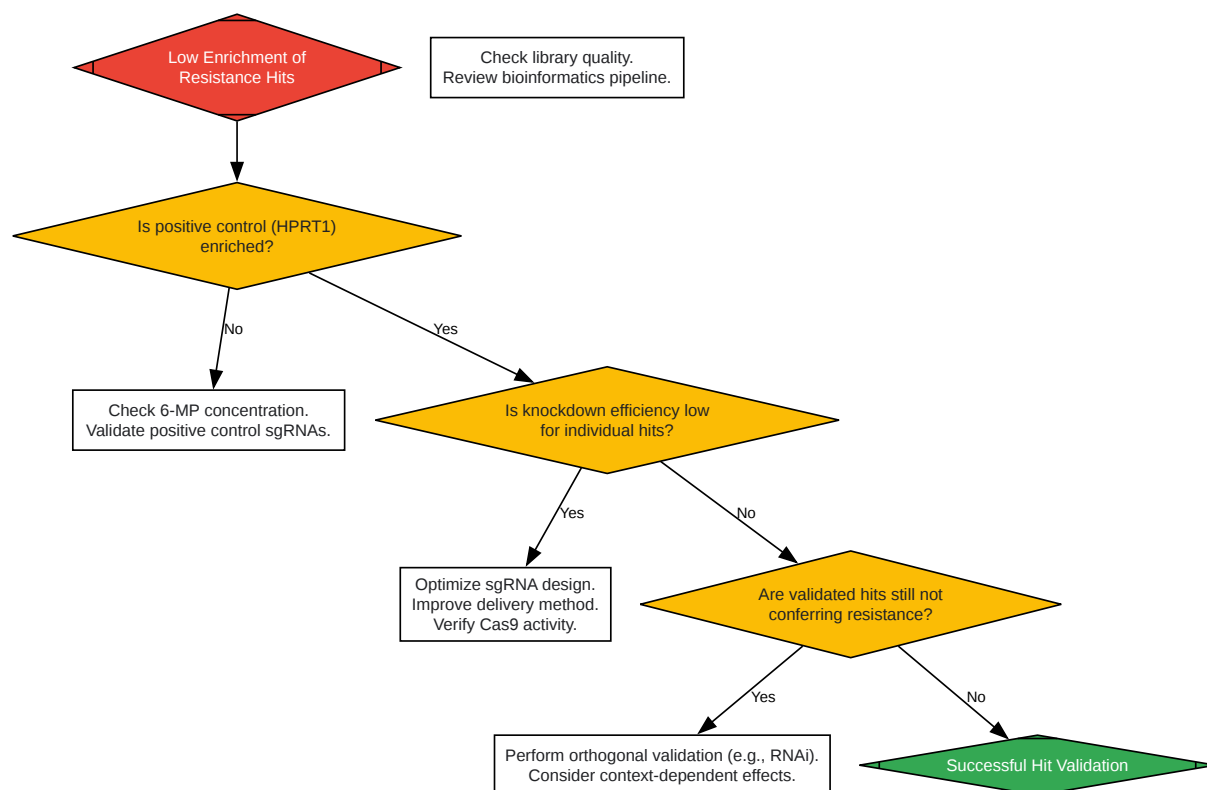 Low Enrichment of
Resistance Hits
Check library quality.
Review bioinformatics pipeline.
Is positive control (HPRT1)
enriched?
No
Yes
Check 6-MP concentration.
Validate positive control sgRNAs.
Is knockdown efficiency low
for individual hits?
Yes
No
Optimize sgRNA design.
Improve delivery method.
Verify Cas9 activity.
Are validated hits still not
conferring resistance?
Yes
No
Perform orthogonal validation (e.g., RNAi).
Consider context-dependent effects.
Successful Hit Validation